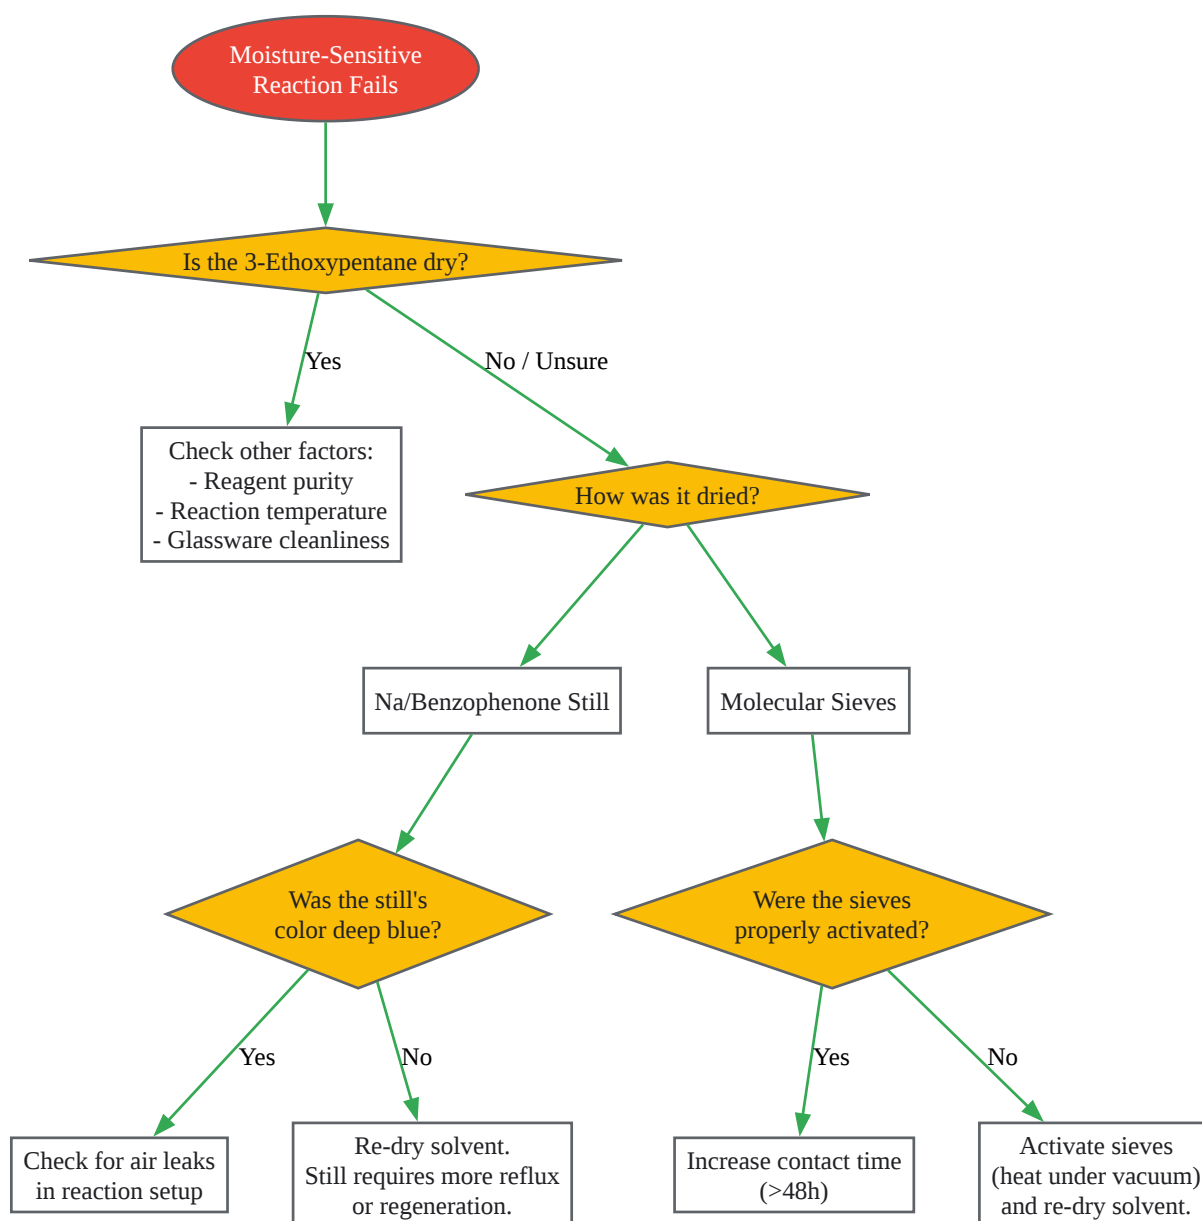 Moisture-Sensitive
Reaction Fails
Is the 3-Ethoxypentane dry?
Yes
No / Unsure
Check other factors:
- Reagent purity
- Reaction temperature
- Glassware cleanliness
How was it dried?
Na/Benzophenone Still
Molecular Sieves
Was the still's
color deep blue?
Were the sieves
properly activated?
Yes
No
Yes
No
Check for air leaks
in reaction setup
Re-dry solvent.
Still requires more reflux
or regeneration.
Increase contact time
(>48h)
Activate sieves
(heat under vacuum)
and re-dry solvent.